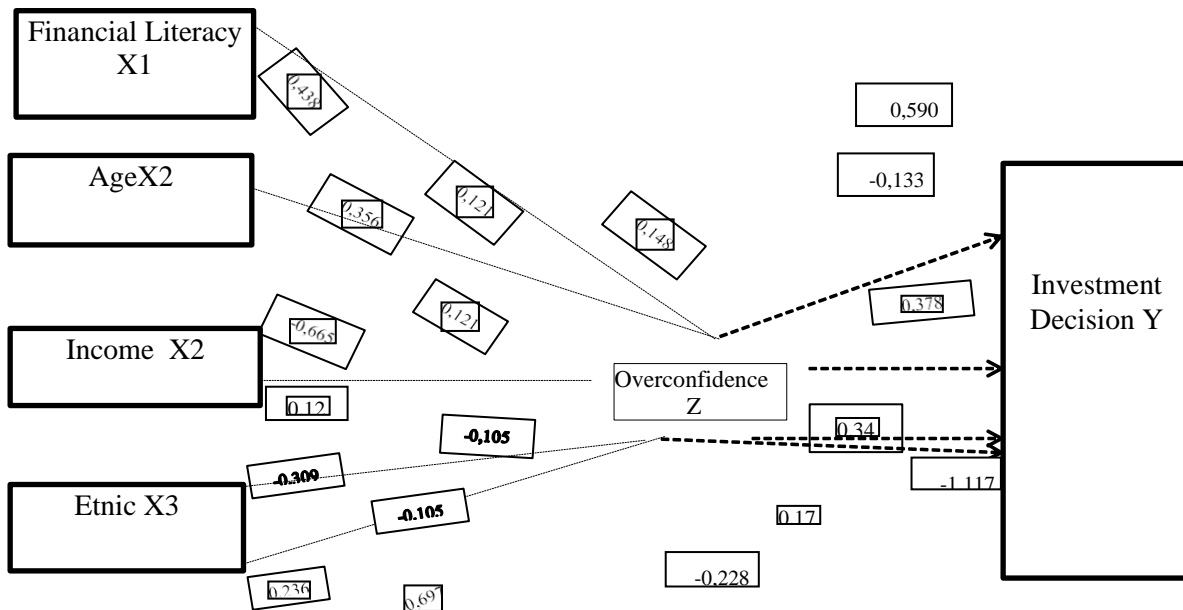 Financial Literacy
X1
0,438
0,590
AgeX2
-0,133
0,356
0,121
0,148
Investment
Decision Y
0,378
-0,665
0,121
Income X2
Overconfidence
Z
0.12
0.34
-0,105
-0.309
-1.117
Etnic X3
-0.105
0.17
-0,228
0.236
0,697